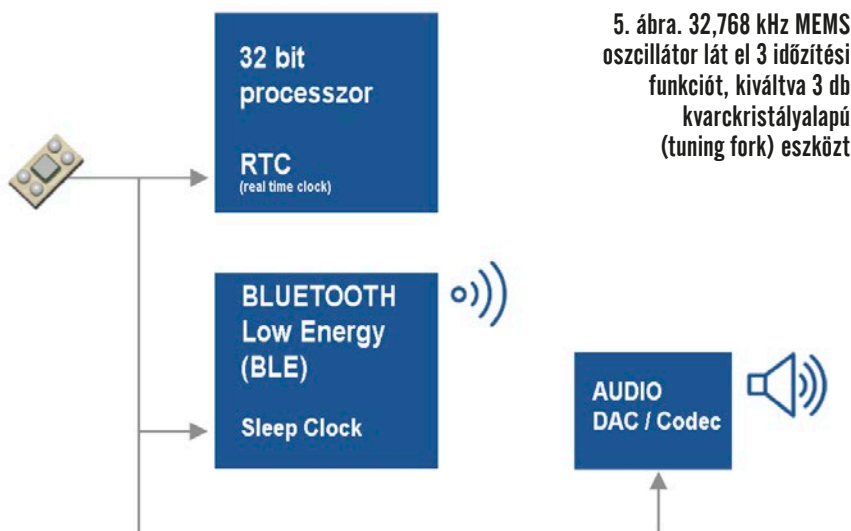 5. ábra. 32,768 kHz MEMS
oszcillátor lát el 3 időzítési
funkciót, kiváltva 3 db
kvarckristályalapú
(tuning fork) eszközt
32 bit
processzor
RTC
(real time clock)
BLUETOOTH
Low Energy
(BLE)
Sleep Clock
AUDIO
DAC / Codec